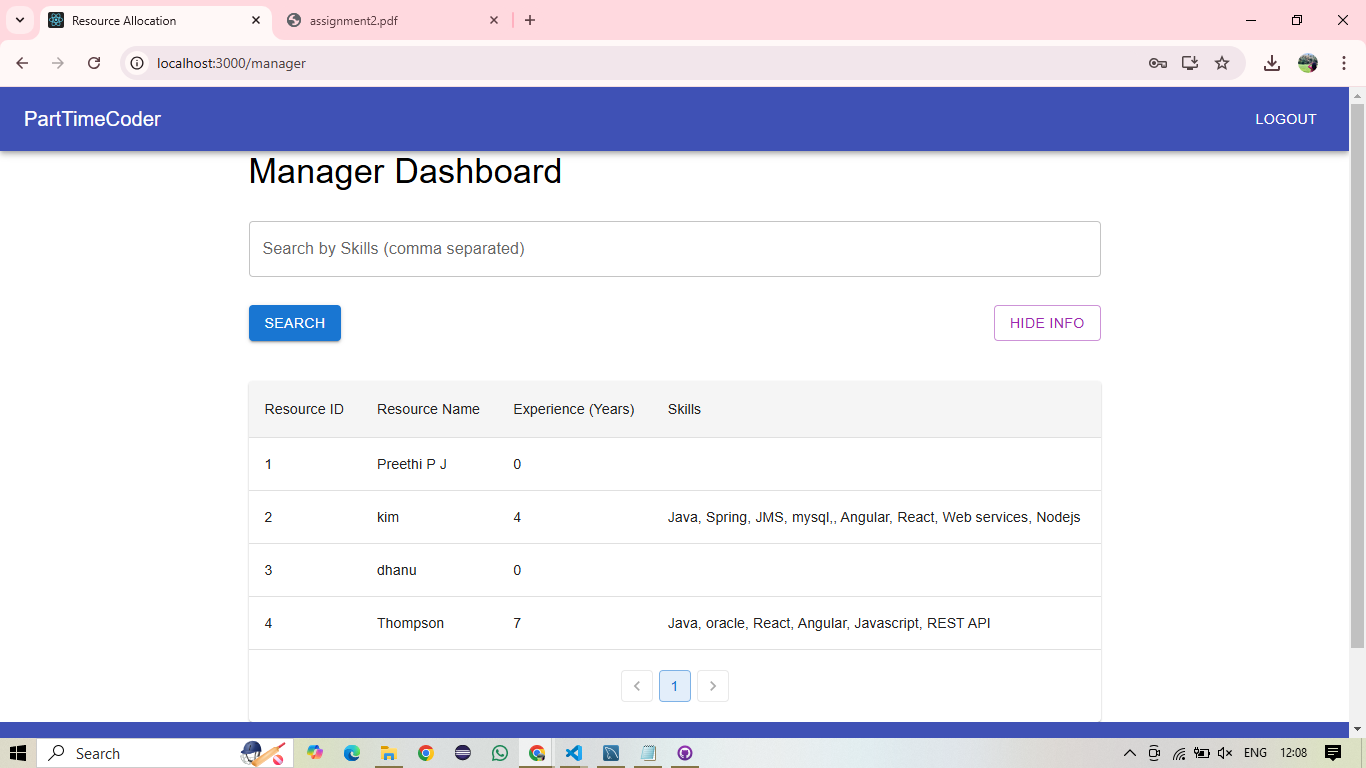 Resource Allocation
assignment2.pdf
localhost:3000/manager
PartTimeCoder
LOGOUT
Manager Dashboard
Search by Skills (comma separated)
SEARCH
HIDE INFO
Resource ID Resource Name Experience (Years) Skills
1 Preethi P J 0
2 kim 4 Java, Spring, JMS, mysql,, Angular, React, Web services, Nodejs
3 dhanu 0
4 Thompson 7 Java, oracle, React, Angular, Javascript, REST API
1
Search
ENG 12:08